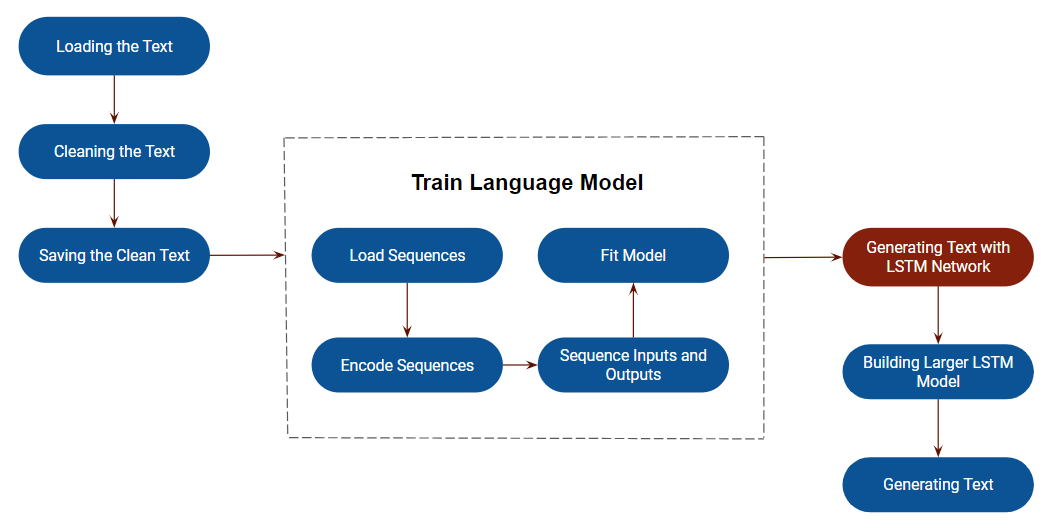 Loading the Text
Cleaning the Text
Saving the Clean Text
Train Language Model
Load Sequences
Encode Sequences
Sequence Inputs and
Outputs
Fit Model
Generating Text with
LSTM Network
Building Larger LSTM
Model
Generating Text